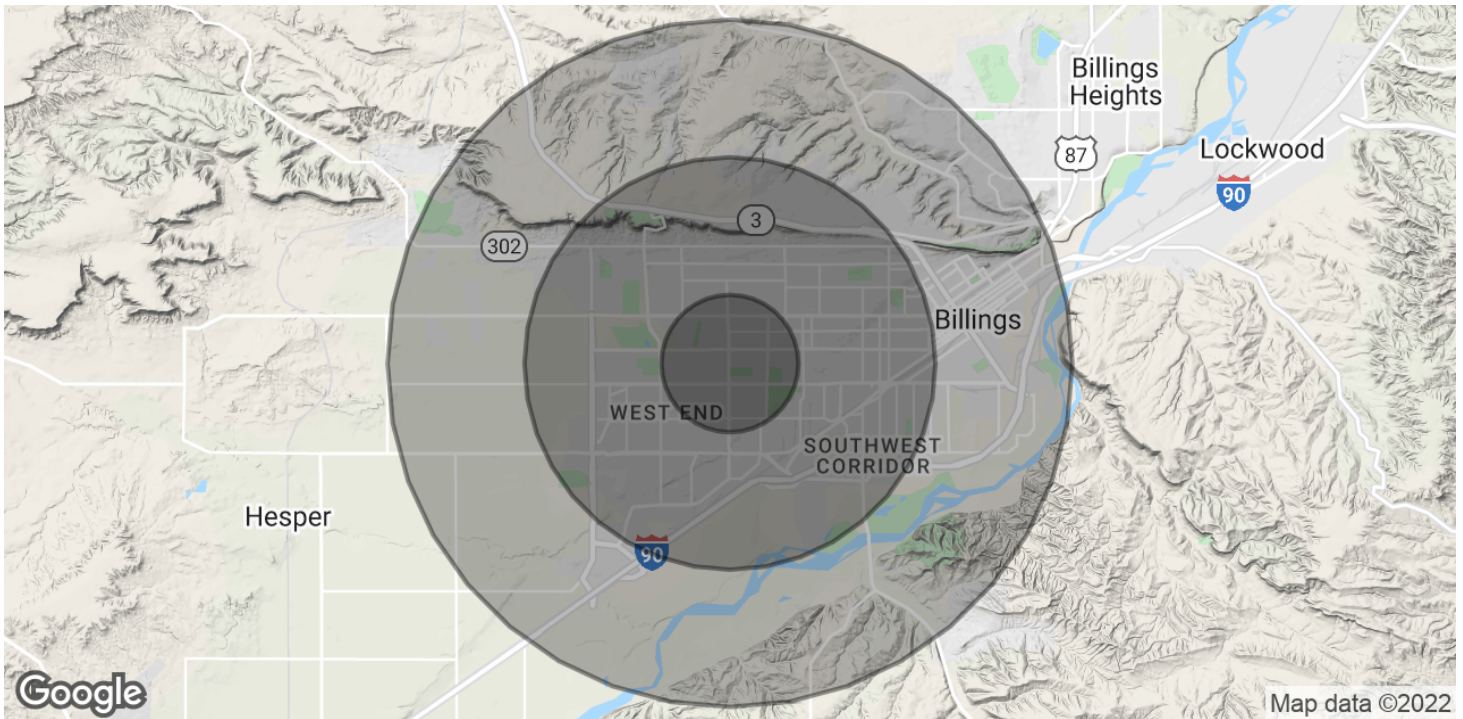 Billings
Heights
87
Lockwood
90
3
302
Billings
WEST END
SOUTHWEST
CORRIDOR
Hesper
90
Google
Map data ©2022